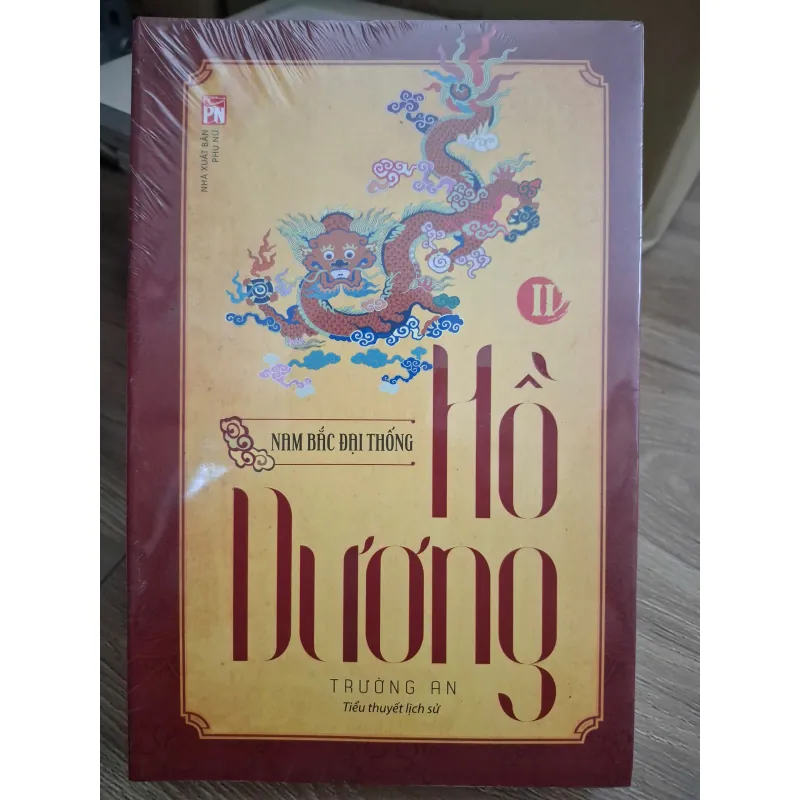 PN
NHÀ XUẤT BẢN
PHỤ NỮ
II
NAM BẮC ĐẠI THỐNG
Hồ
Dương
TRƯỜNG AN
Tiểu thuyết lịch sử